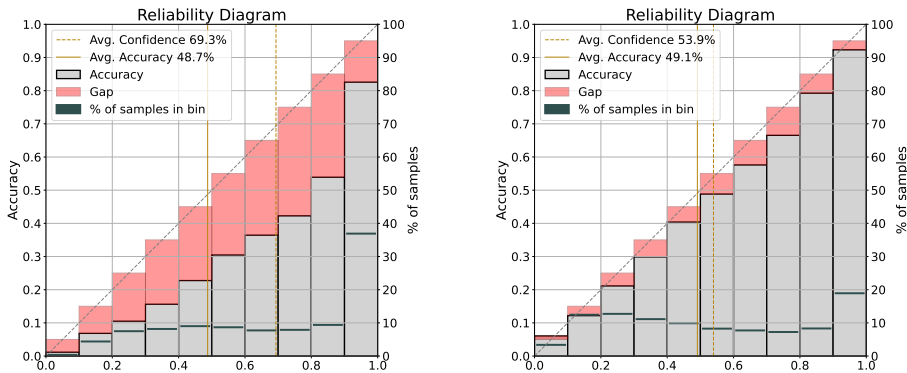 Reliability Diagram
Avg. Confidence 69.3%
Avg. Accuracy 48.7%
Accuracy
Gap
% of samples in bin
Accuracy
% of samples
1.0
0.9
0.8
0.7
0.6
0.5
0.4
0.3
0.2
0.1
0.0
100
90
80
70
60
50
40
30
20
10
0
0.0 0.2 0.4 0.6 0.8 1.0
Reliability Diagram
Avg. Confidence 53.9%
Avg. Accuracy 49.1%
Accuracy
Gap
% of samples in bin
Accuracy
% of samples
1.0
0.9
0.8
0.7
0.6
0.5
0.4
0.3
0.2
0.1
0.0
100
90
80
70
60
50
40
30
20
10
0
0.0 0.2 0.4 0.6 0.8 1.0